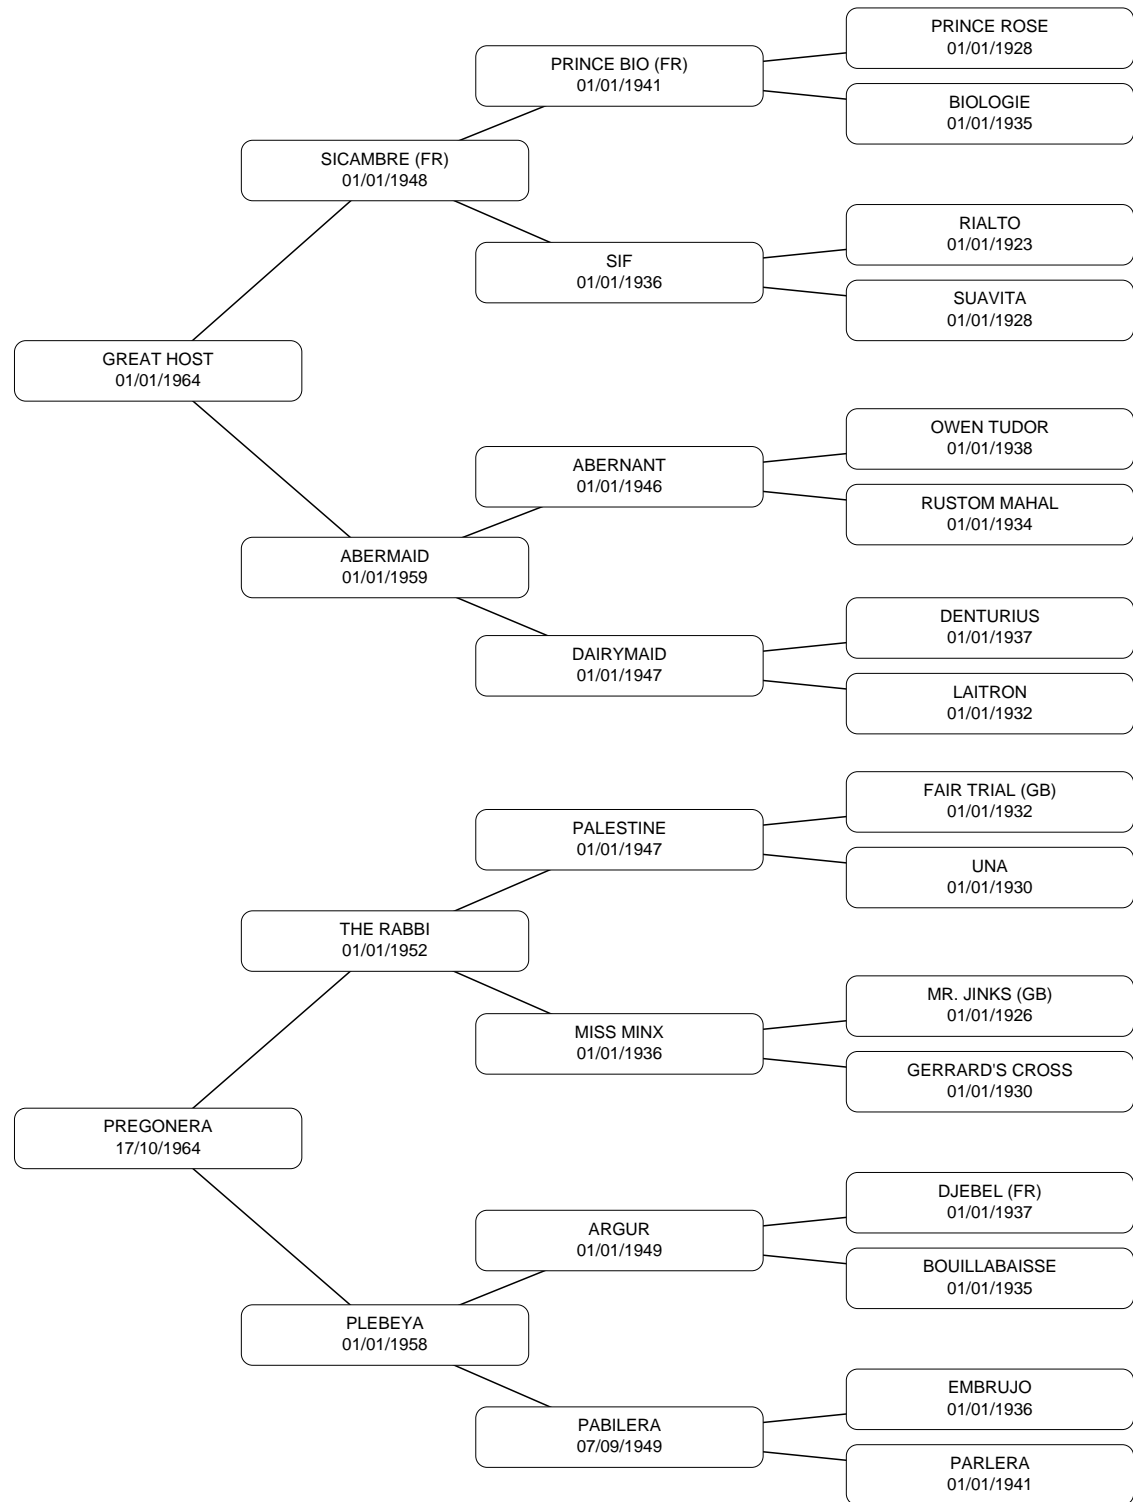 PRINCE ROSE
01/01/1928
PRINCE BIO (FR)
01/01/1941
BIOLOGIE
01/01/1935
SICAMBRE (FR)
01/01/1948
RIALTO
01/01/1923
SIF
01/01/1936
SUAVITA
01/01/1928
GREAT HOST
01/01/1964
OWEN TUDOR
01/01/1938
ABERNANT
01/01/1946
RUSTOM MAHAL
01/01/1934
ABERMAID
01/01/1959
DENTURIUS
01/01/1937
DAIRYMAID
01/01/1947
LAITRON
01/01/1932
FAIR TRIAL (GB)
01/01/1932
PALESTINE
01/01/1947
UNA
01/01/1930
THE RABBI
01/01/1952
MR. JINKS (GB)
01/01/1926
MISS MINX
01/01/1936
GERRARD'S CROSS
01/01/1930
PREGONERA
17/10/1964
DJEBEL (FR)
01/01/1937
ARGUR
01/01/1949
BOUILLABAISSE
01/01/1935
PLEBEYA
01/01/1958
EMBRUJO
01/01/1936
PABILERA
07/09/1949
PARLERA
01/01/1941